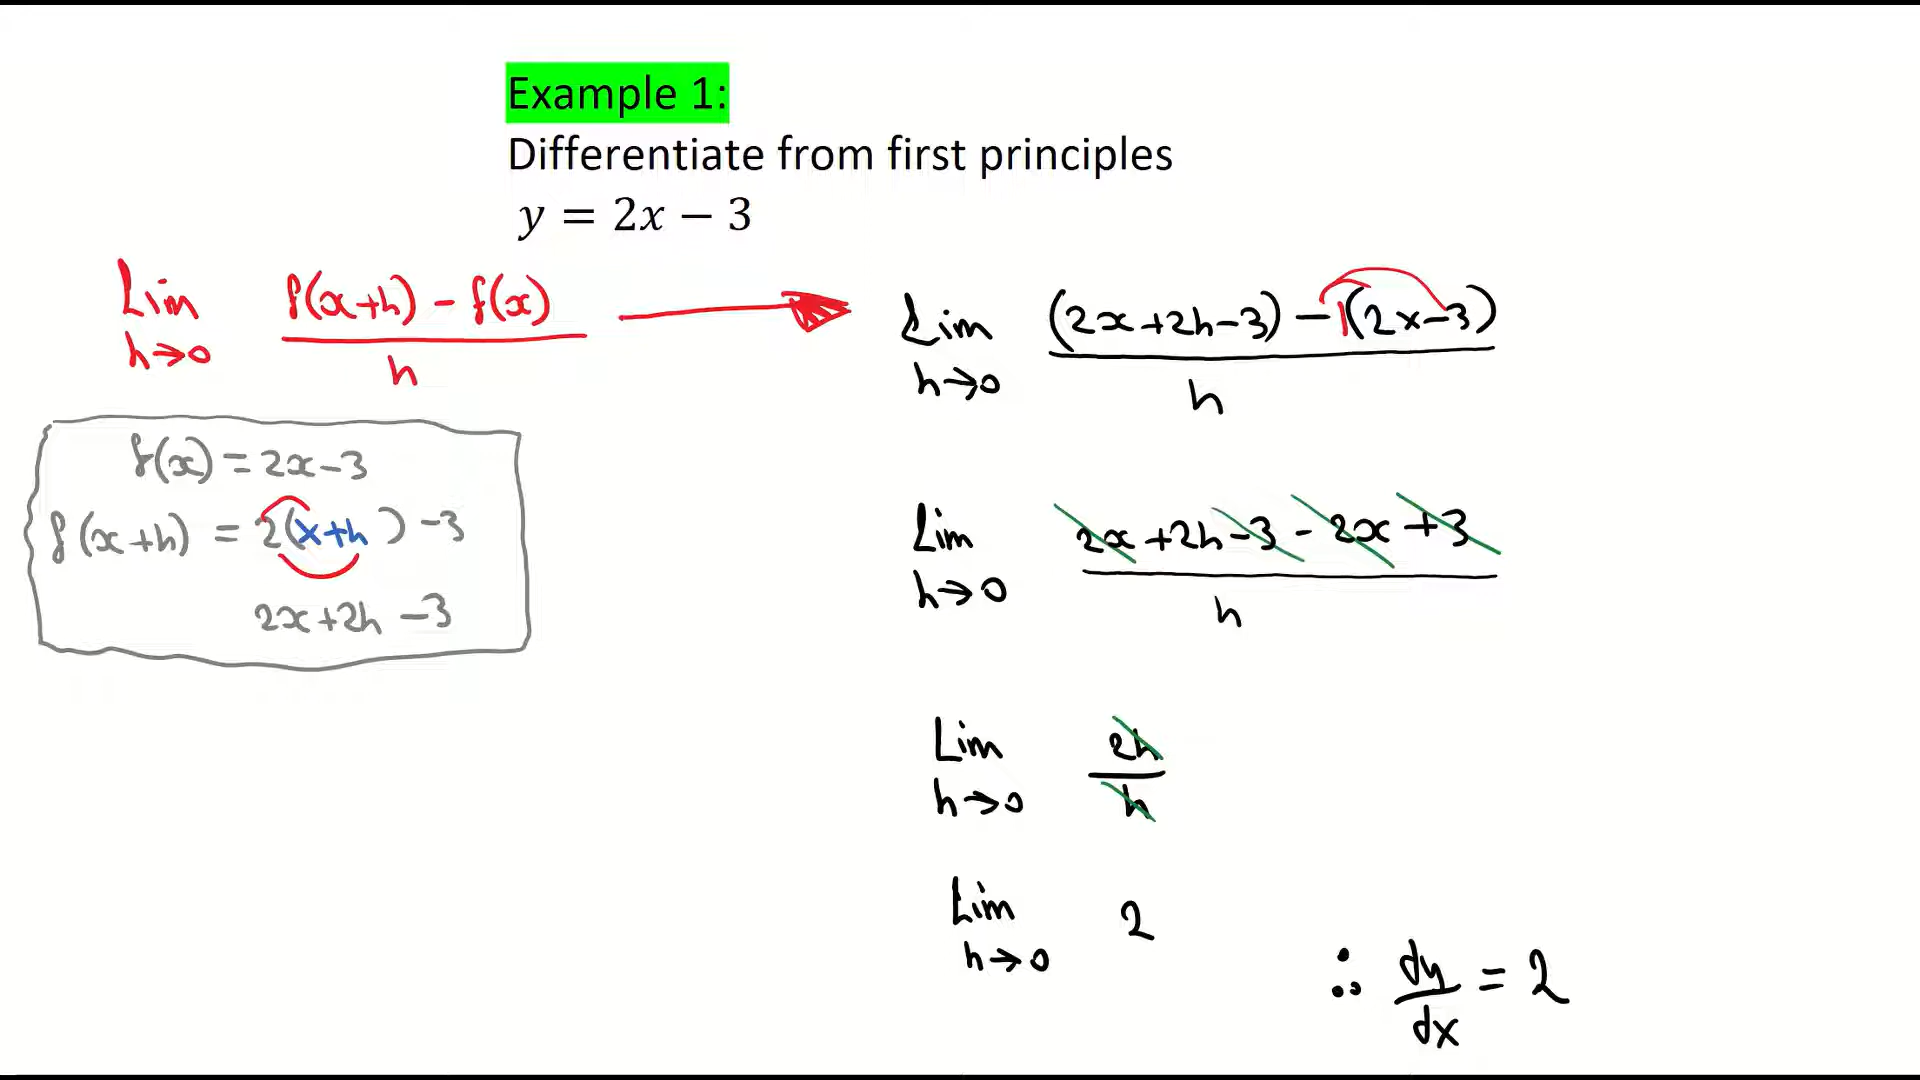 Example 1:
Differentiate from first principles
y = 2x − 3
Lim f(x+h) - f(x)
h→0 h
f(x) = 2x-3
f(x+h) = 2(x+h) -3
2x+2h -3
Lim (2x+2h-3) -1(2x-3)
h→0 h
Lim 2x+2h-3-2x+3
h→0 h
Lim 2h
h→0 h
Lim 2
h→0
∴ dy = 2
dx